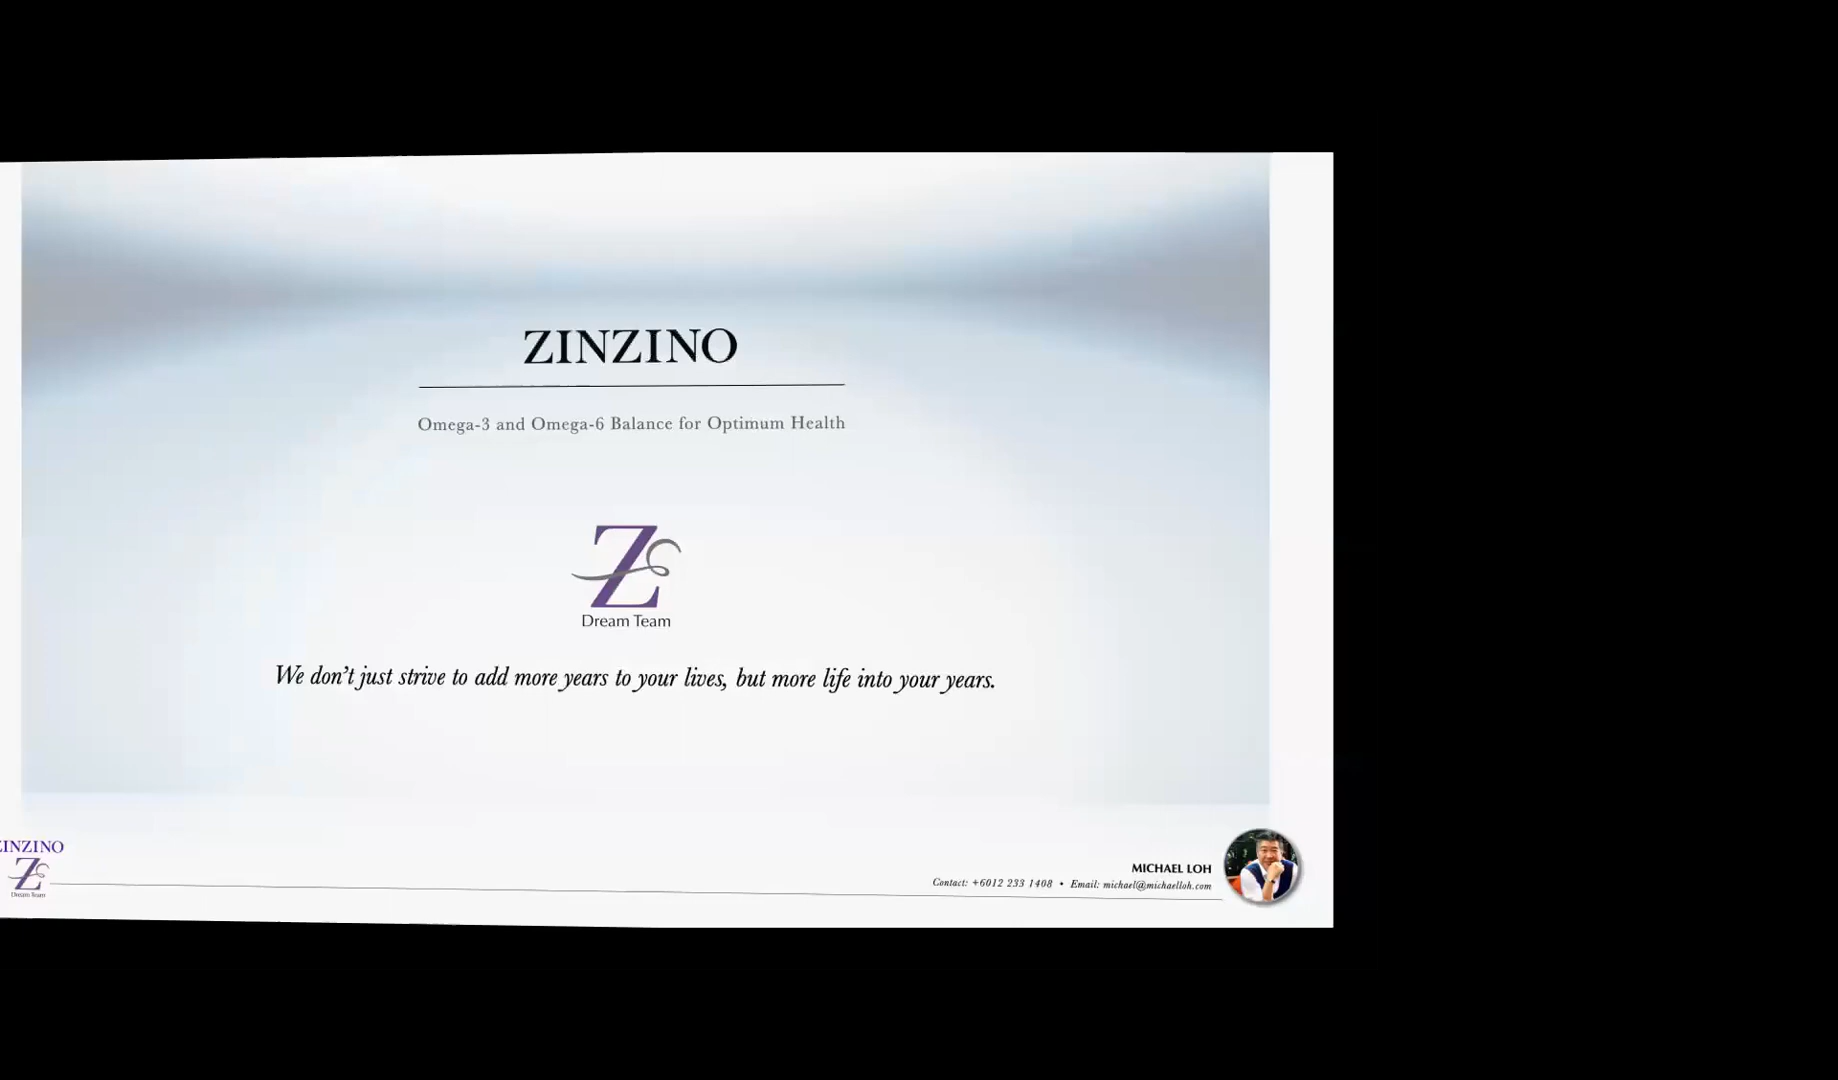 ZINZINO
Omega-3 and Omega-6 Balance for Optimum Health
Z
Dream Team
We don't just strive to add more years to your lives, but more life into your years.
ZINZINO
Z
Dream Team
MICHAEL LOH
Contact: +6012 233 1408 • Email: michael@michaelloh.com